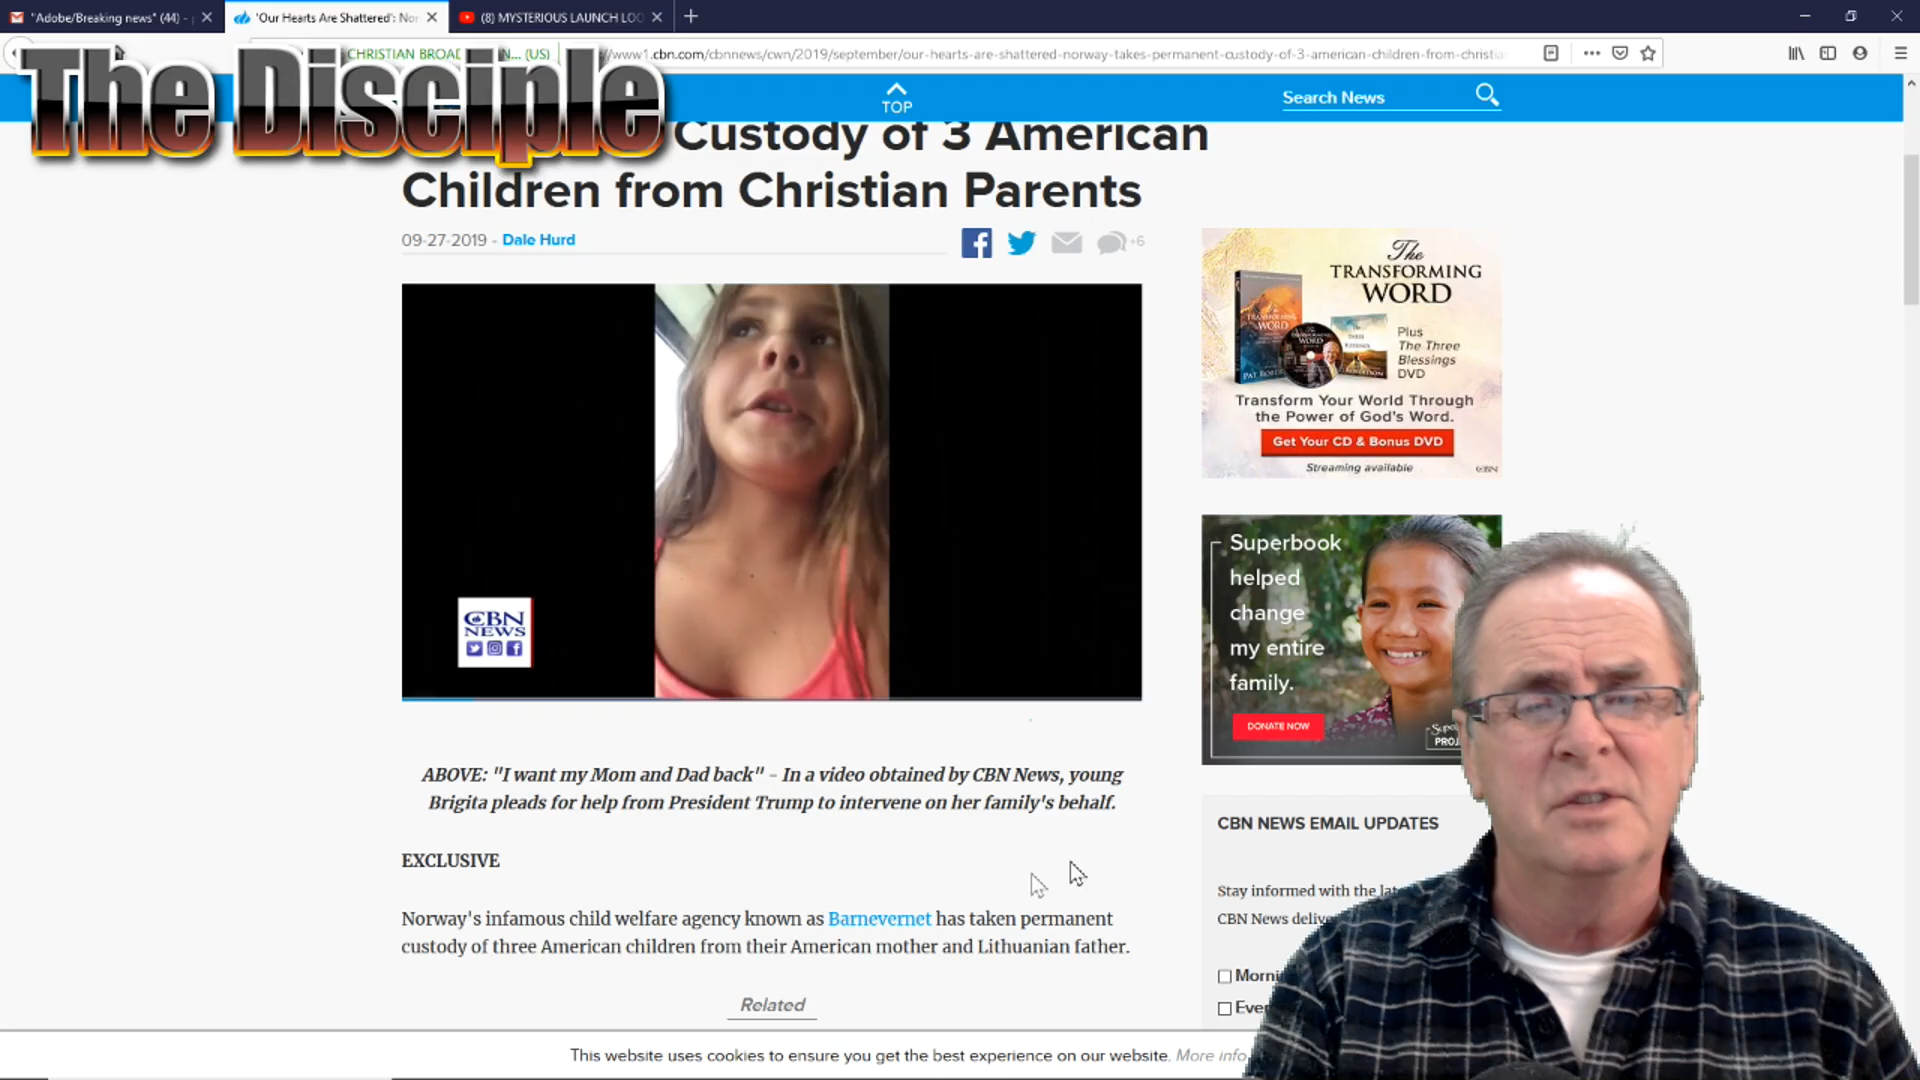 "Adobe/Breaking news" (44) -
'Our Hearts Are Shattered': Nor
(8) MYSTERIOUS LAUNCH LOO
CHRISTIAN BROAD
N... (US)
www1.cbn.com/cbnnews/cwn/2019/september/our-hearts-are-shattered-norway-takes-permanent-custody-of-3-american-children-from-christia
The Disciple
TOP
Search News
Custody of 3 American
Children from Christian Parents
09-27-2019 - Dale Hurd
+6
CBN
NEWS
The
TRANSFORMING
WORD
Plus
The Three
Blessings
DVD
Transform Your World Through
the Power of God's Word.
Get Your CD & Bonus DVD
Streaming available
CBN
Superbook
helped
change
my entire
family.
DONATE NOW
PROJ
ABOVE: "I want my Mom and Dad back" - In a video obtained by CBN News, young
Brigita pleads for help from President Trump to intervene on her family's behalf.
EXCLUSIVE
Norway's infamous child welfare agency known as Barnevernet has taken permanent
custody of three American children from their American mother and Lithuanian father.
Related
CBN NEWS EMAIL UPDATES
Stay informed with the la
CBN News delive
Morni
Eve
This website uses cookies to ensure you get the best experience on our website. More info